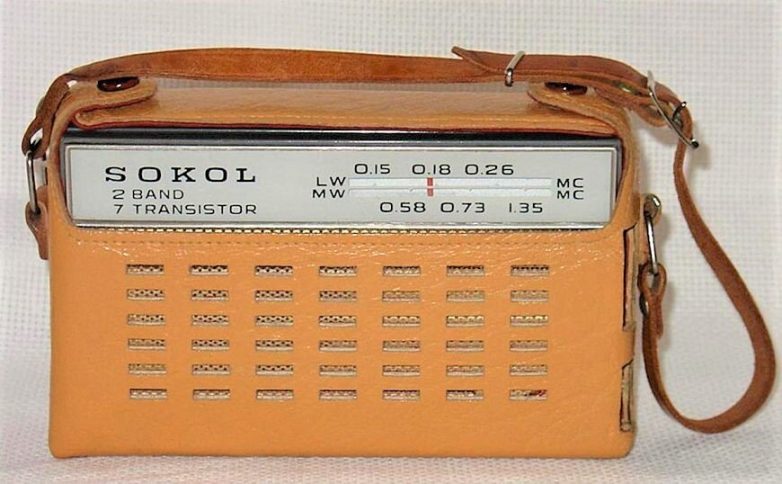 SOKOL
2 BAND
7 TRANSISTOR
0.15 0.18 0.26
LW MC
MW MC
0.58 0.73 1.35